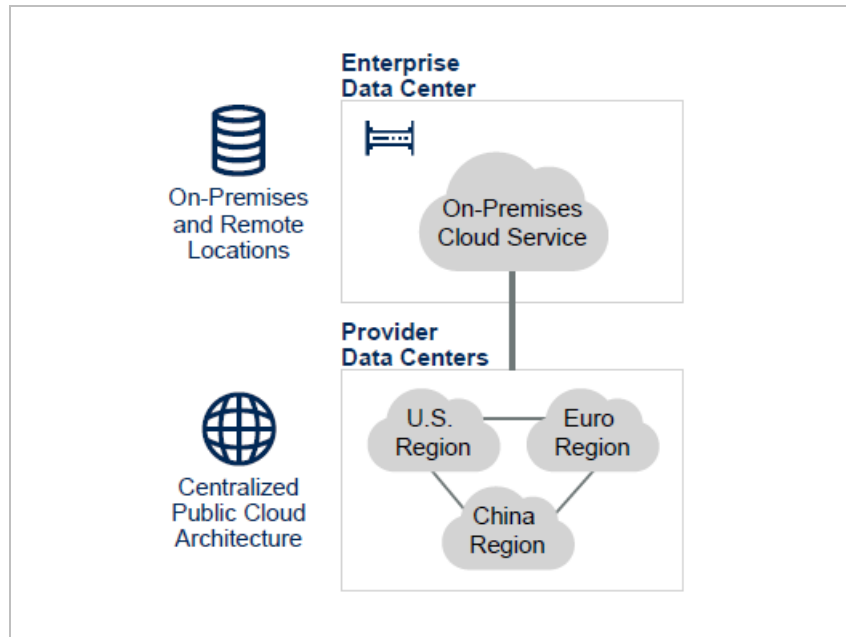 Enterprise
Data Center
On-Premises
and Remote
Locations
On-Premises
Cloud Service
Provider
Data Centers
U.S.
Region
Euro
Region
China
Region
Centralized
Public Cloud
Architecture